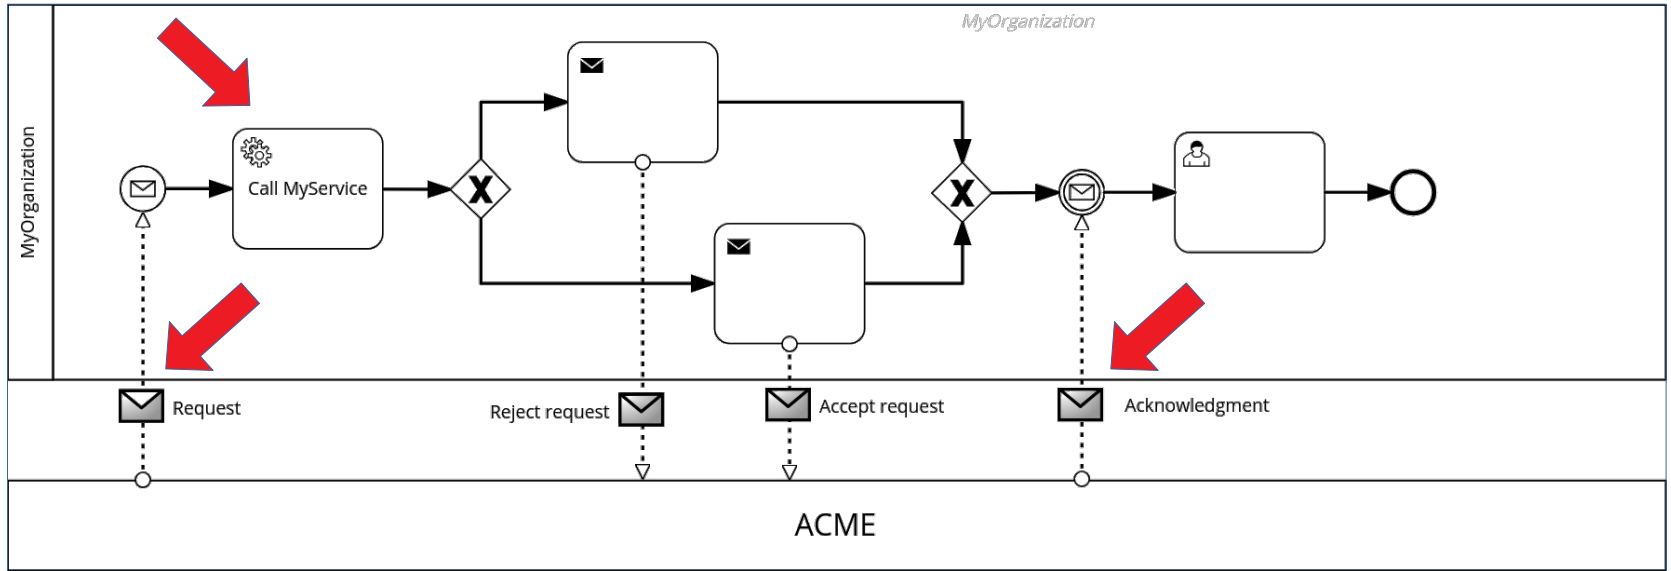 MyOrganization
MyOrganization
Call MyService
X
X
Request
Reject request
Accept request
Acknowledgment
ACME